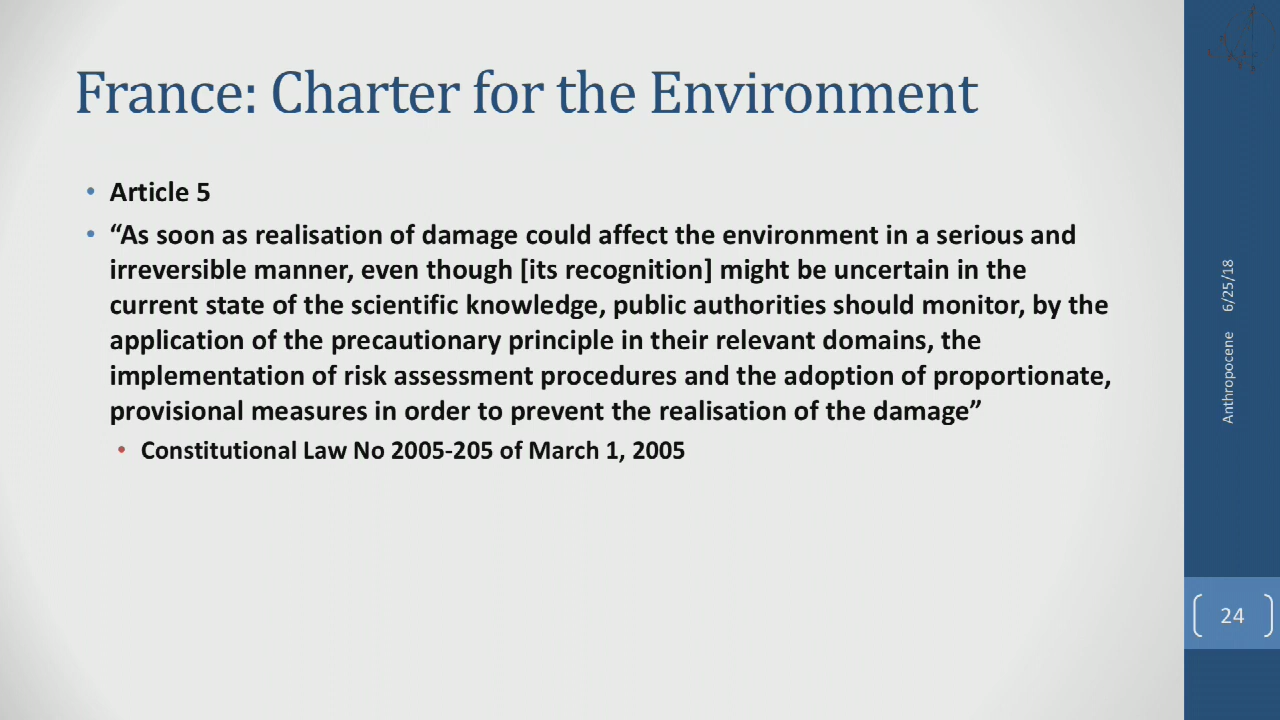 France: Charter for the Environment
• Article 5
• “As soon as realisation of damage could affect the environment in a serious and
irreversible manner, even though [its recognition] might be uncertain in the
current state of the scientific knowledge, public authorities should monitor, by the
application of the precautionary principle in their relevant domains, the
implementation of risk assessment procedures and the adoption of proportionate,
provisional measures in order to prevent the realisation of the damage”
• Constitutional Law No 2005-205 of March 1, 2005
Anthropocene 6/25/18
24